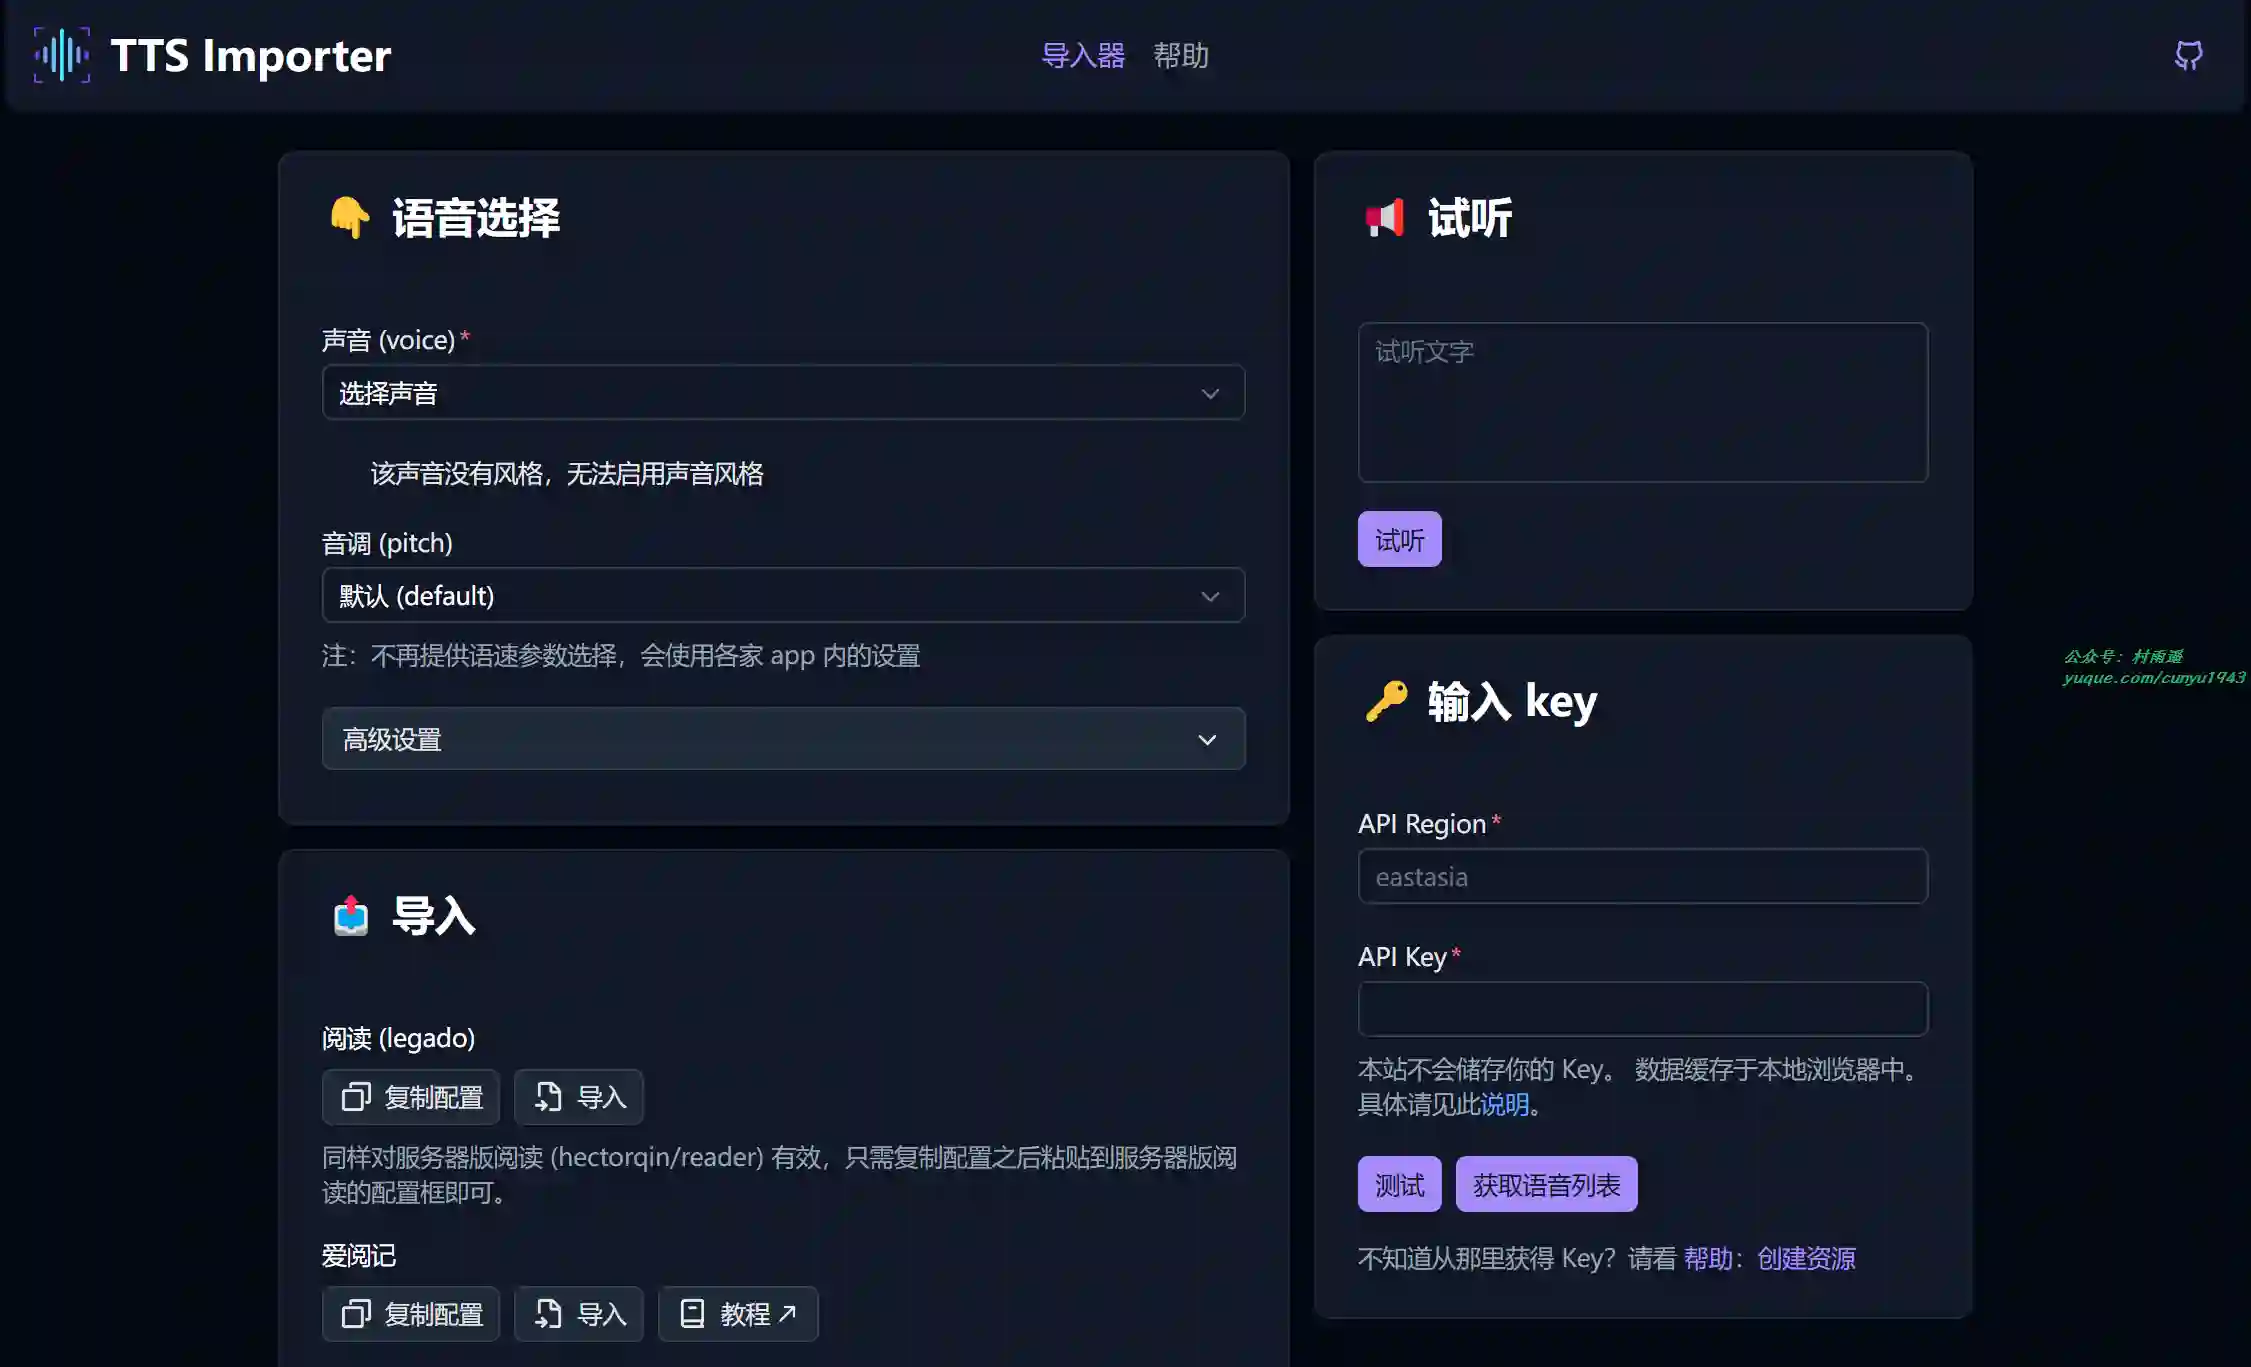 TTS Importer
导入器 帮助
语音选择
声音 (voice)*
选择声音
该声音没有风格，无法启用声音风格
音调 (pitch)
默认 (default)
注：不再提供语速参数选择，会使用各家 app 内的设置
高级设置
导入
阅读 (legado)
复制配置 导入
同样对服务器版阅读 (hectorqin/reader) 有效，只需复制配置之后粘贴到服务器版阅
读的配置框即可。
爱阅记
复制配置 导入 教程
试听
试听文字
试听
输入 key
API Region*
eastasia
API Key*
本站不会储存你的 Key。 数据缓存于本地浏览器中。
具体请见此说明。
测试 获取语音列表
不知道从那里获得 Key？请看 帮助：创建资源
公众号：村雨遥
yuque.com/cunyu1943